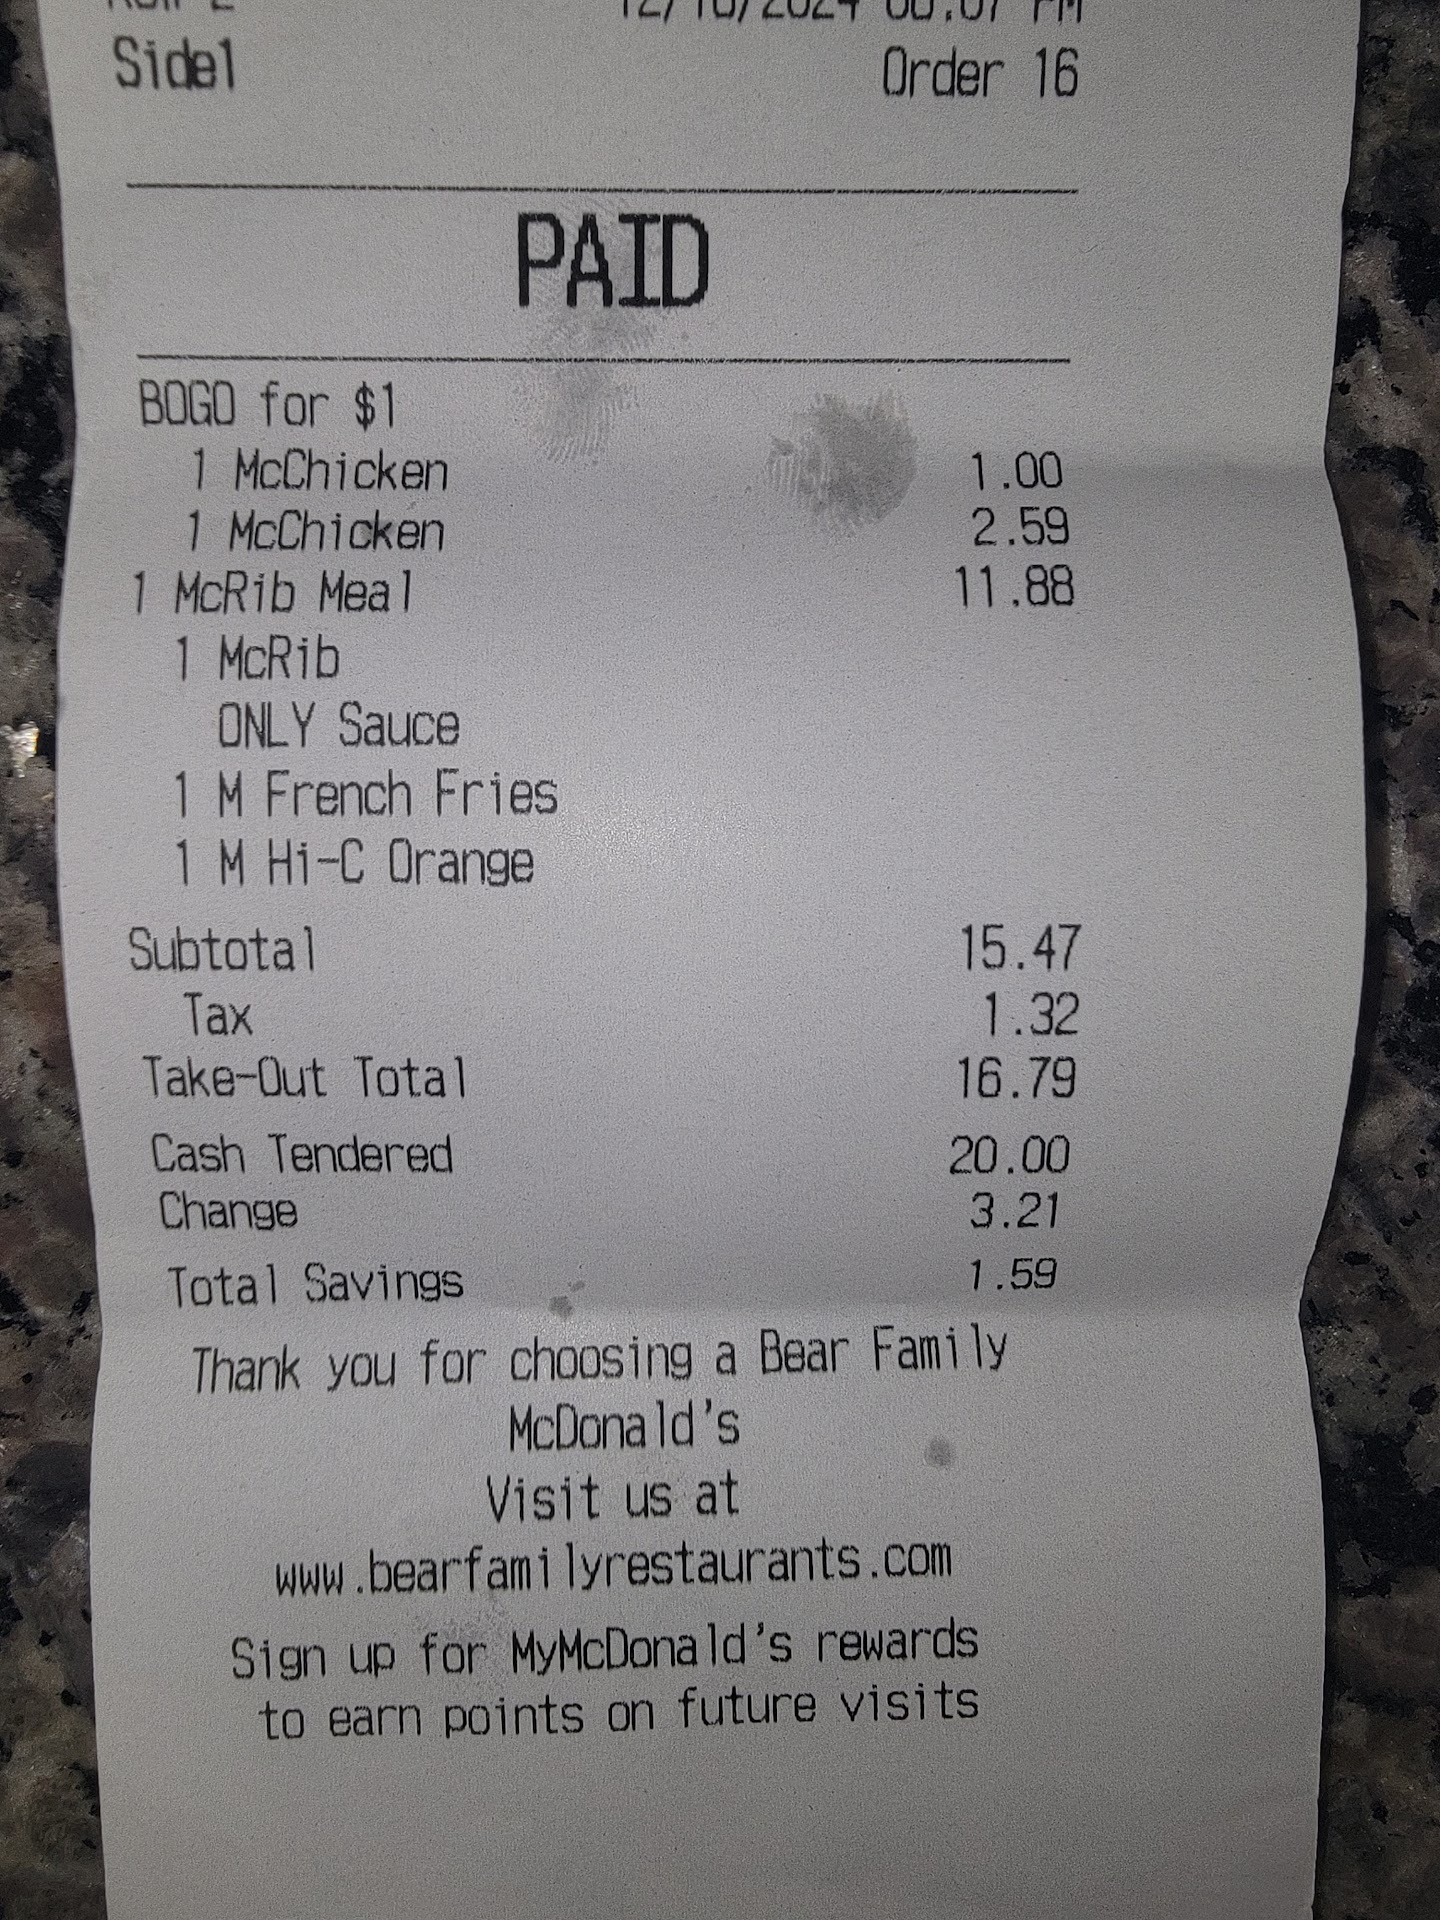 Side1 Order 16
PAID
BOGO for $1
1 McChicken 1.00
1 McChicken 2.59
1 McRib Meal 11.88
1 McRib
ONLY Sauce
1 M French Fries
1 M Hi-C Orange
Subtotal 15.47
Tax 1.32
Take-Out Total 16.79
Cash Tendered 20.00
Change 3.21
Total Savings 1.59
Thank you for choosing a Bear Family
McDonald's
Visit us at
www.bearfamilyrestaurants.com
Sign up for MyMcDonald's rewards
to earn points on future visits